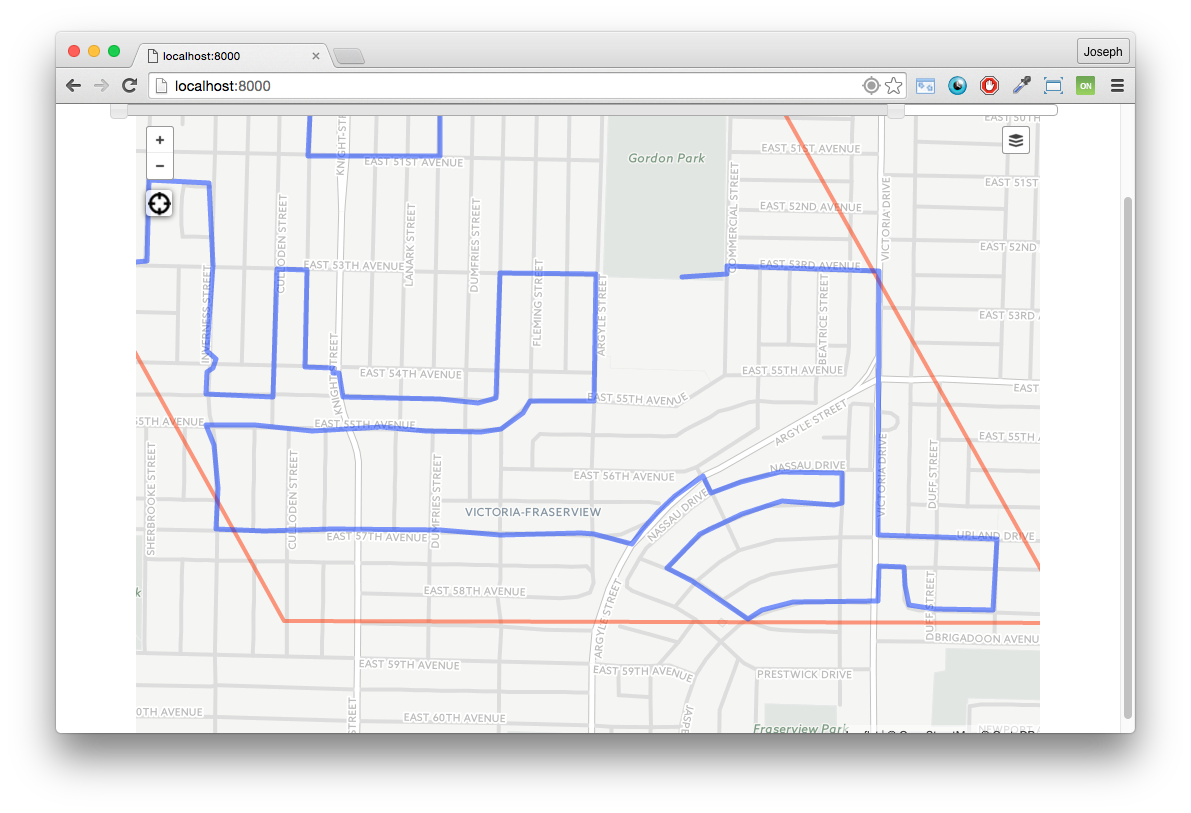 localhost:8000
Joseph
localhost:8000
ON
EAST 50TH
+
Gordon Park
EAST 51ST AVENUE
KNIGHT-ST
EAST 51ST AVENUE
−
EAST 51ST
COMMERCIAL STREET
VICTORIA DRIVE
CULLODEN STREET
LANARK STREET
DUMFRIES STREET
EAST 52ND AVENUE
EAST 52ND
EAST 53TH AVENUE
EAST 53RD AVENUE
INVERNESS STREET
FLEMING STREET
ARGYLE STREET
BEATRICE STREET
EAST 53RD A
KNIGHT STREET
EAST 54TH AVENUE
EAST 55TH AVENUE
EAST
EAST 55TH AVENUE
55TH AVENUE
EAST 55TH AVENUE
ARGYLE STREET
EAST 55TH A
SHERBROOKE STREET
CULLODEN STREET
DUMFRIES STREET
EAST 56TH AVENUE
NASSAU DRIVE
VICTORIA DRIVE
DUFF STREET
VICTORIA-FRASERVIEW
NASSAU DRIVE
EAST 57TH AVENUE
UPLAND DRIVE
k
EAST 58TH AVENUE
ARGYLE STREET
DUFF STREET
BRIGADOON AVENU
EAST 59TH AVENUE
EAST 59TH AVENUE
PRESTWICK DRIVE
0TH AVENUE
STREET
EAST 60TH AVENUE
JASPE
Fraserview Park
NEWPORT A